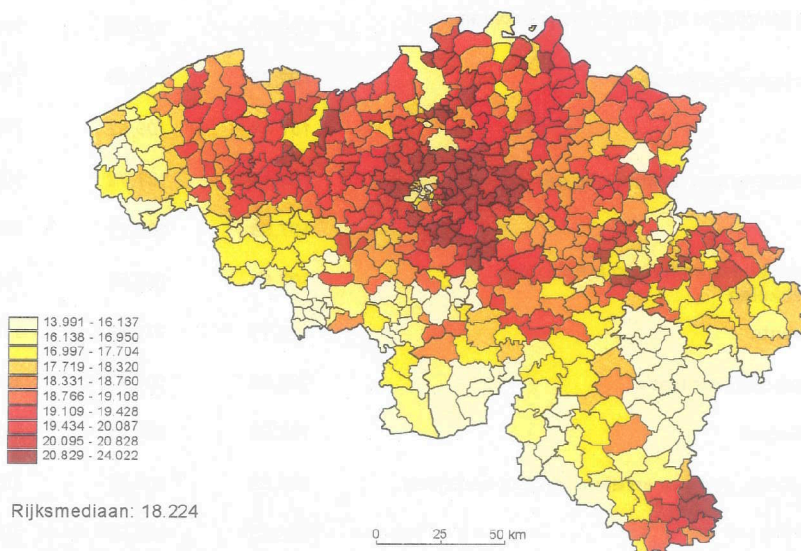 13.991 - 16.137
16.138 - 16.950
16.997 - 17.704
17.719 - 18.320
18.331 - 18.760
18.766 - 19.108
19.109 - 19.428
19.434 - 20.087
20.095 - 20.828
20.829 - 24.022
Rijksmediaan: 18.224
0 25 50 km